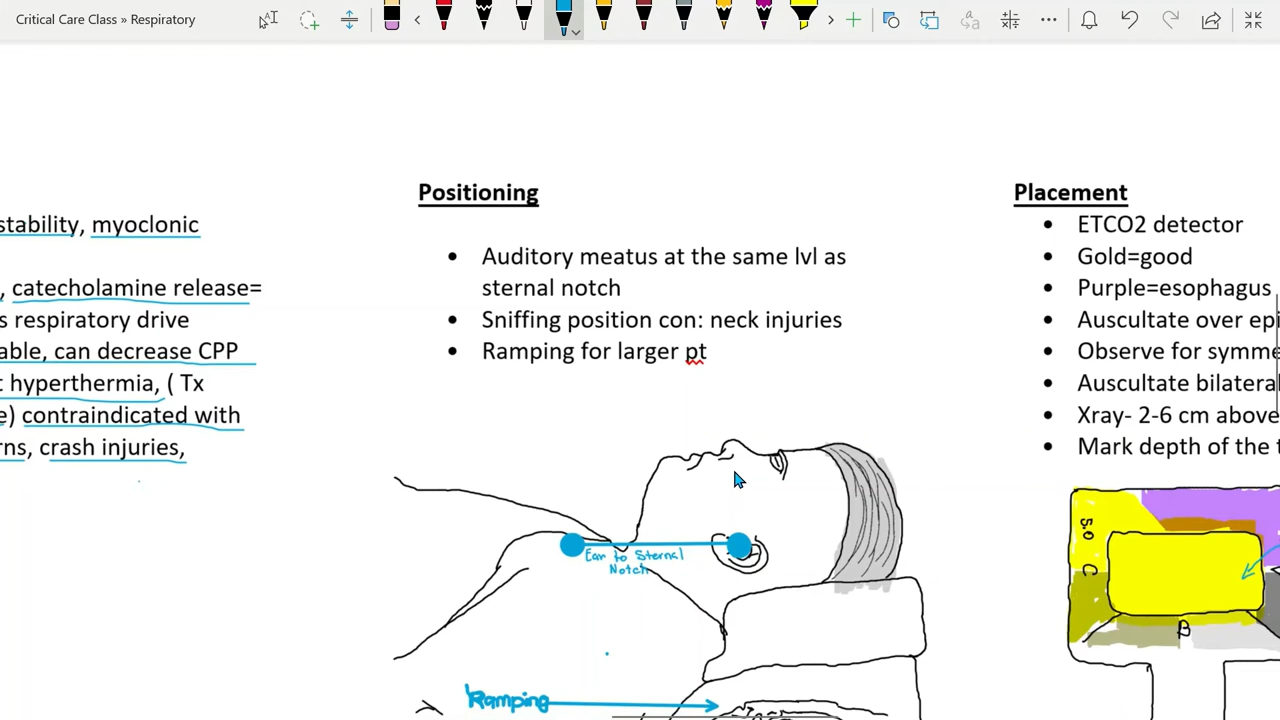 Critical Care Class » Respiratory
stability, myoclonic
, catecholamine release=
s respiratory drive
able, can decrease CPP
t hyperthermia, ( Tx
e) contraindicated with
rns, crash injuries,
Positioning
Auditory meatus at the same lvl as
sternal notch
Sniffing position con: neck injuries
Ramping for larger pt
Ear to Sternal
Notch
Ramping
Placement
ETCO2 detector
Gold=good
Purple=esophagus
Auscultate over epi
Observe for symme
Auscultate bilateral
Xray- 2-6 cm above
Mark depth of the t
5.0
C
B